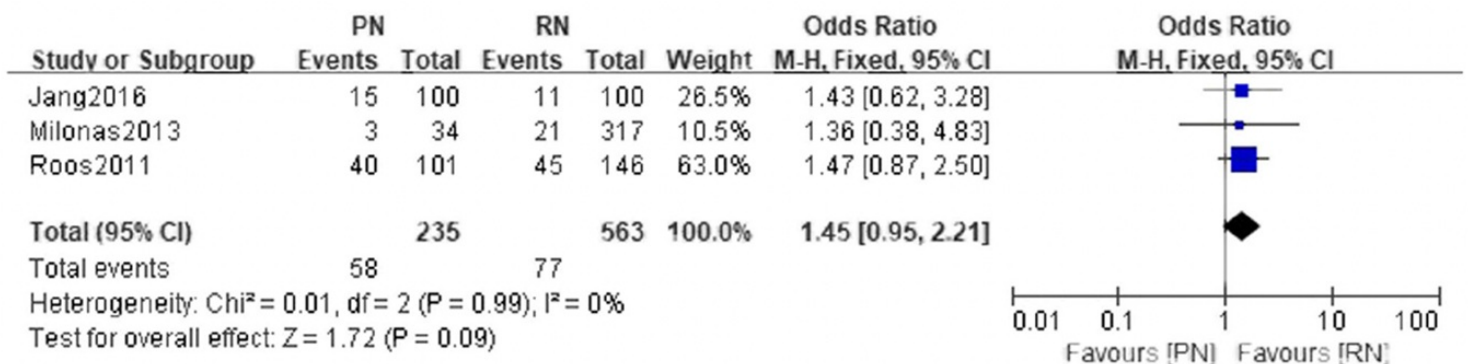 PN RN Odds Ratio Odds Ratio
Study or Subgroup Events Total Events Total Weight M-H, Fixed, 95% CI M-H, Fixed, 95% CI
Jang2016 15 100 11 100 26.5% 1.43 [0.62, 3.28]
Milonas2013 3 34 21 317 10.5% 1.36 [0.38, 4.83]
Roos2011 40 101 45 146 63.0% 1.47 [0.87, 2.50]
Total (95% CI) 235 563 100.0% 1.45 [0.95, 2.21]
Total events 58 77
Heterogeneity: Chi² = 0.01, df = 2 (P = 0.99); I² = 0%
Test for overall effect: Z = 1.72 (P = 0.09)
0.01 0.1 1 10 100
Favours [PN] Favours [RN]